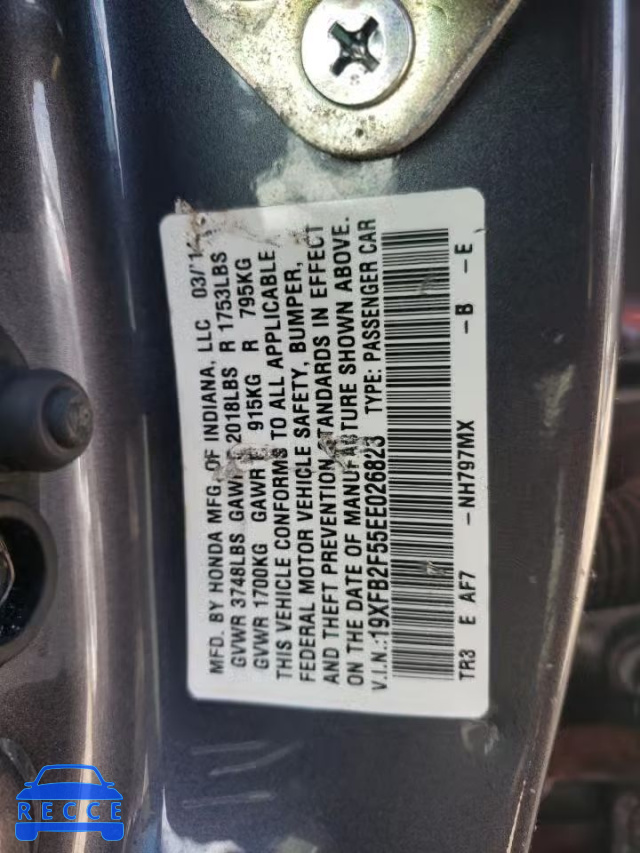 MFD. BY HONDA MFG. OF INDIANA, LLC 03/1
GVWR 3748LBS GAWR F 2018LBS R 1753LBS
GVWR 1700KG GAWR F 915KG R 795KG
THIS VEHICLE CONFORMS TO ALL APPLICABLE
FEDERAL MOTOR VEHICLE SAFETY, BUMPER,
AND THEFT PREVENTION STANDARDS IN EFFECT
ON THE DATE OF MANUFACTURE SHOWN ABOVE.
V.I.N.:19XFB2F55EE026823 TYPE: PASSENGER CAR
TR3 E AF7 -NH797MX -B -E
RECCE